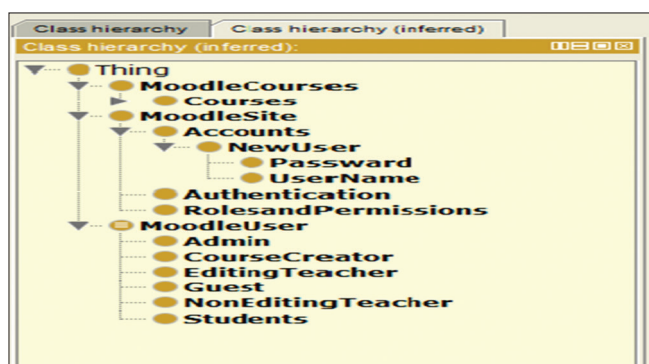 Class hierarchy Class hierarchy (inferred)
Class hierarchy (inferred):
Thing
MoodleCourses
Courses
MoodleSite
Accounts
NewUser
Passward
UserName
Authentication
RolesandPermissions
MoodleUser
Admin
CourseCreator
EditingTeacher
Guest
NonEditingTeacher
Students